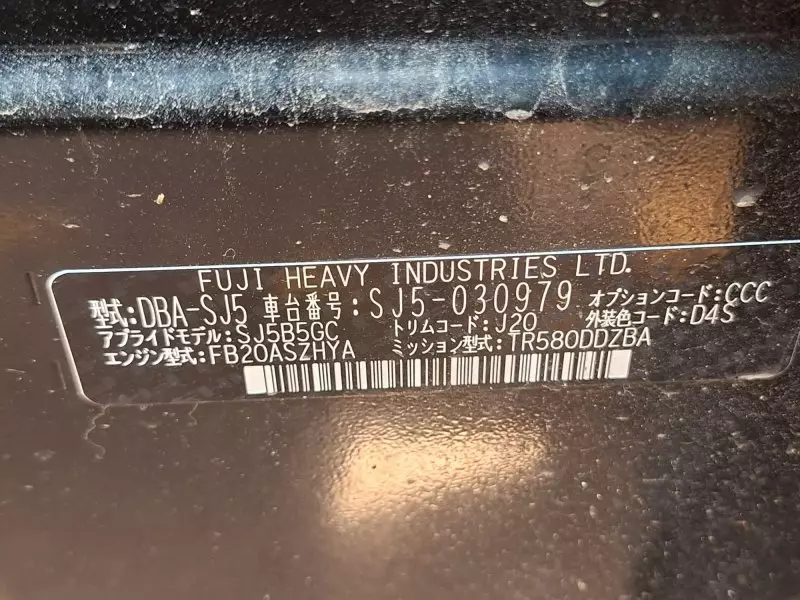 FUJI HEAVY INDUSTRIES LTD.
型式:DBA-SJ5 車台番号:SJ5-030979 オプションコード:CCC
アプライドモデル:SJ5B5GC トリムコード:J20 外装色コード:D4S
エンジン型式:FB20ASZHYA ミッション型式:TR580DDZBA